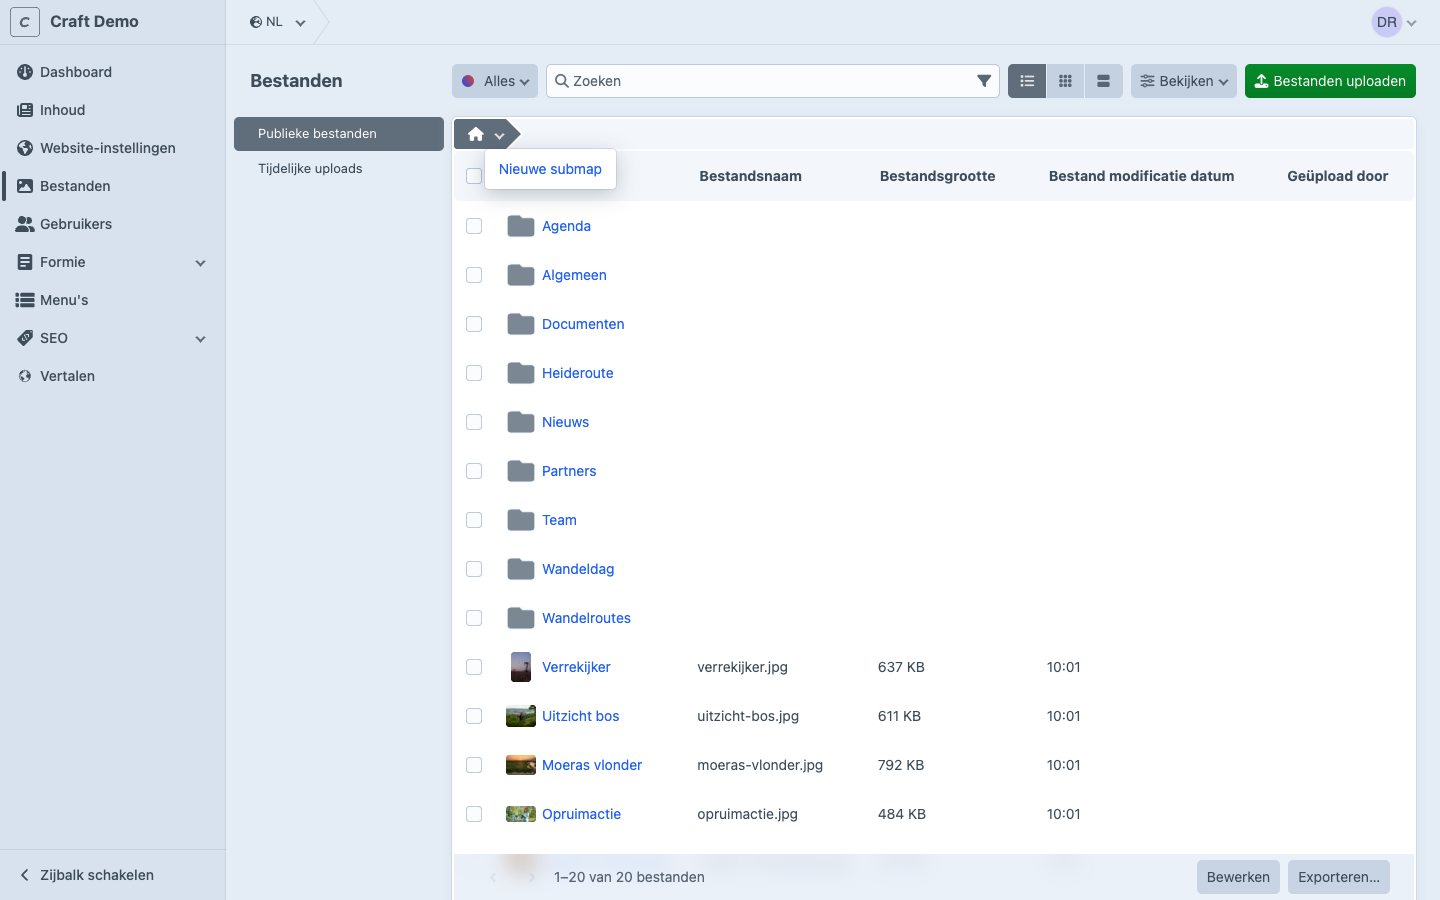 C Craft Demo
NL
DR
Dashboard
Inhoud
Website-instellingen
Bestanden
Gebruikers
Formie
Menu's
SEO
Vertalen
Zijbalk schakelen
Bestanden
Publieke bestanden
Tijdelijke uploads
Alles
Zoeken
Bekijken
Bestanden uploaden
Nieuwe submap
Bestandsnaam Bestandsgrootte Bestand modificatie datum Geüpload door
Agenda
Algemeen
Documenten
Heideroute
Nieuws
Partners
Team
Wandeldag
Wandelroutes
Verrekijker verrekijker.jpg 637 KB 10:01
Uitzicht bos uitzicht-bos.jpg 611 KB 10:01
Moeras vlonder moeras-vlonder.jpg 792 KB 10:01
Opruimactie opruimactie.jpg 484 KB 10:01
1–20 van 20 bestanden
Bewerken
Exporteren…